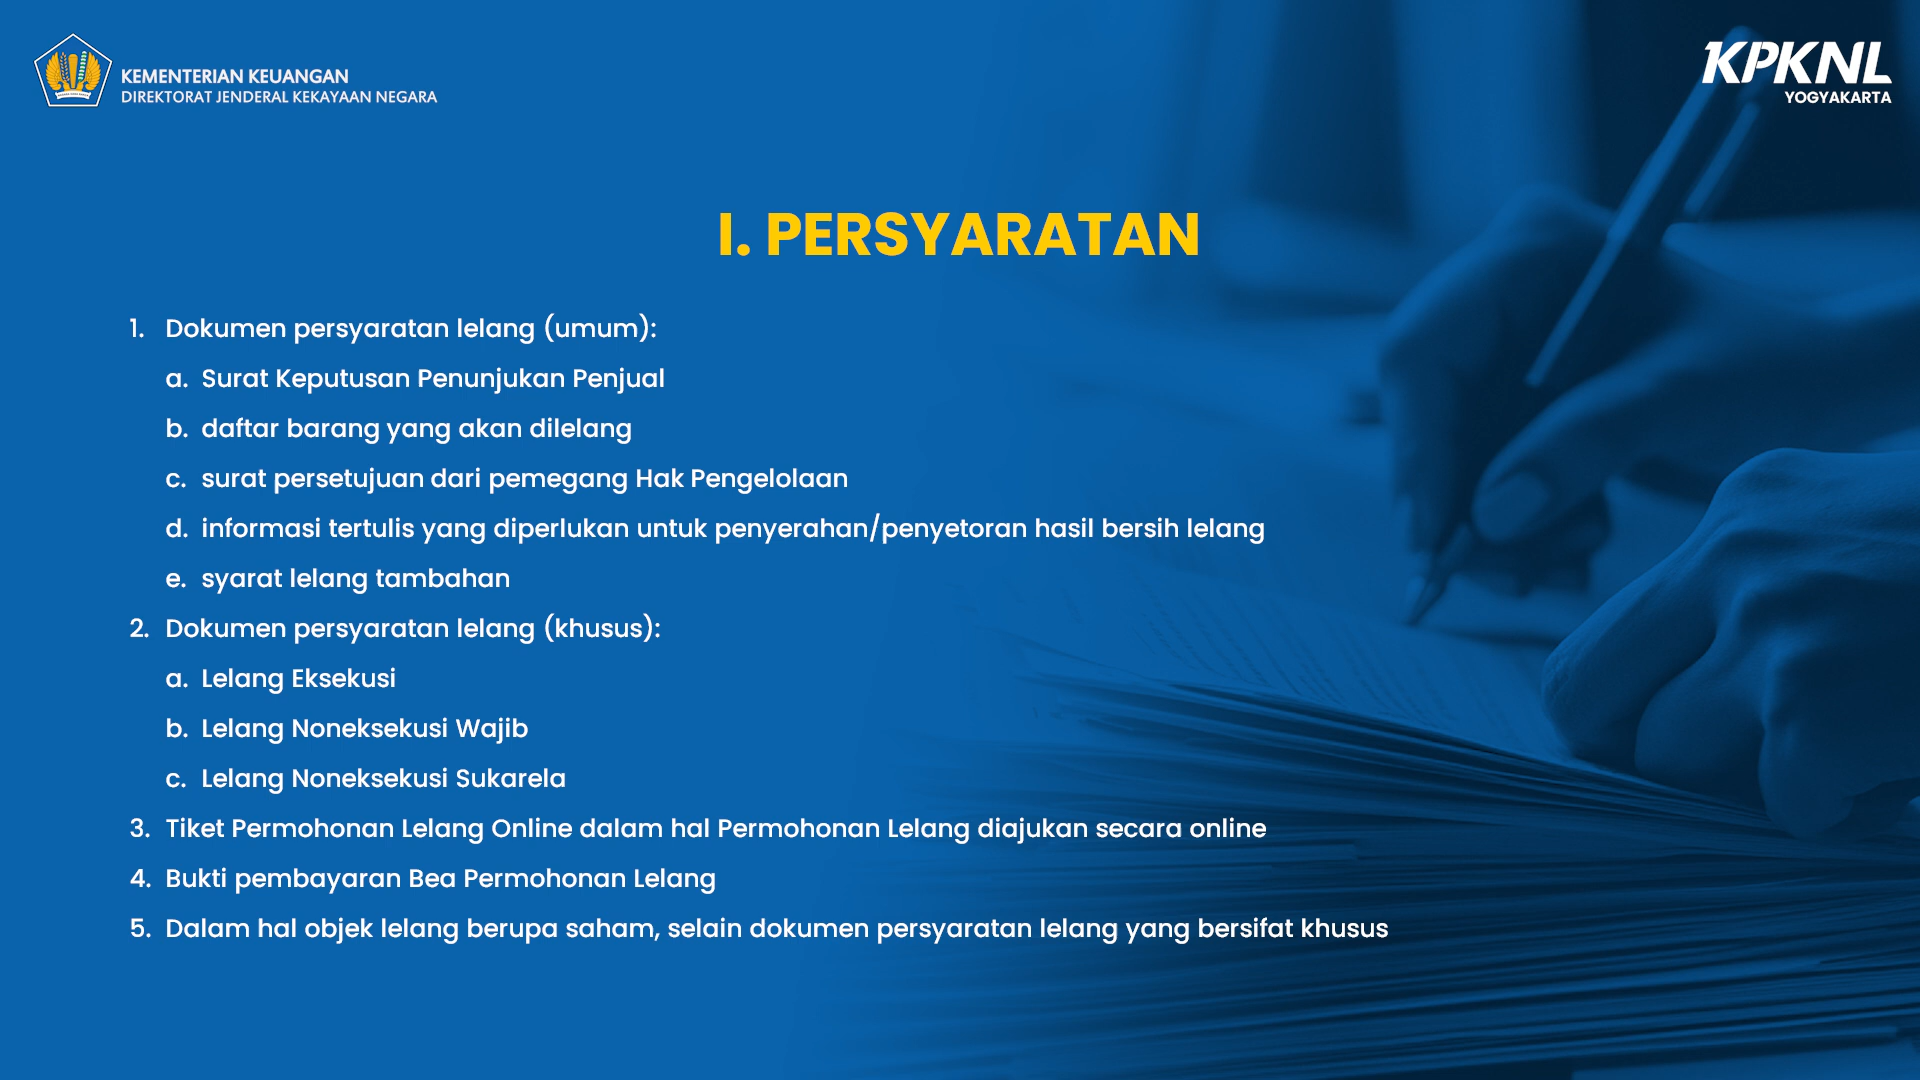 KEMENTERIAN KEUANGAN
DIREKTORAT JENDERAL KEKAYAAN NEGARA
KPKNL
YOGYAKARTA
I. PERSYARATAN
1. Dokumen persyaratan lelang (umum):
a. Surat Keputusan Penunjukan Penjual
b. daftar barang yang akan dilelang
c. surat persetujuan dari pemegang Hak Pengelolaan
d. informasi tertulis yang diperlukan untuk penyerahan/penyetoran hasil bersih lelang
e. syarat lelang tambahan
2. Dokumen persyaratan lelang (khusus):
a. Lelang Eksekusi
b. Lelang Noneksekusi Wajib
c. Lelang Noneksekusi Sukarela
3. Tiket Permohonan Lelang Online dalam hal Permohonan Lelang diajukan secara online
4. Bukti pembayaran Bea Permohonan Lelang
5. Dalam hal objek lelang berupa saham, selain dokumen persyaratan lelang yang bersifat khusus